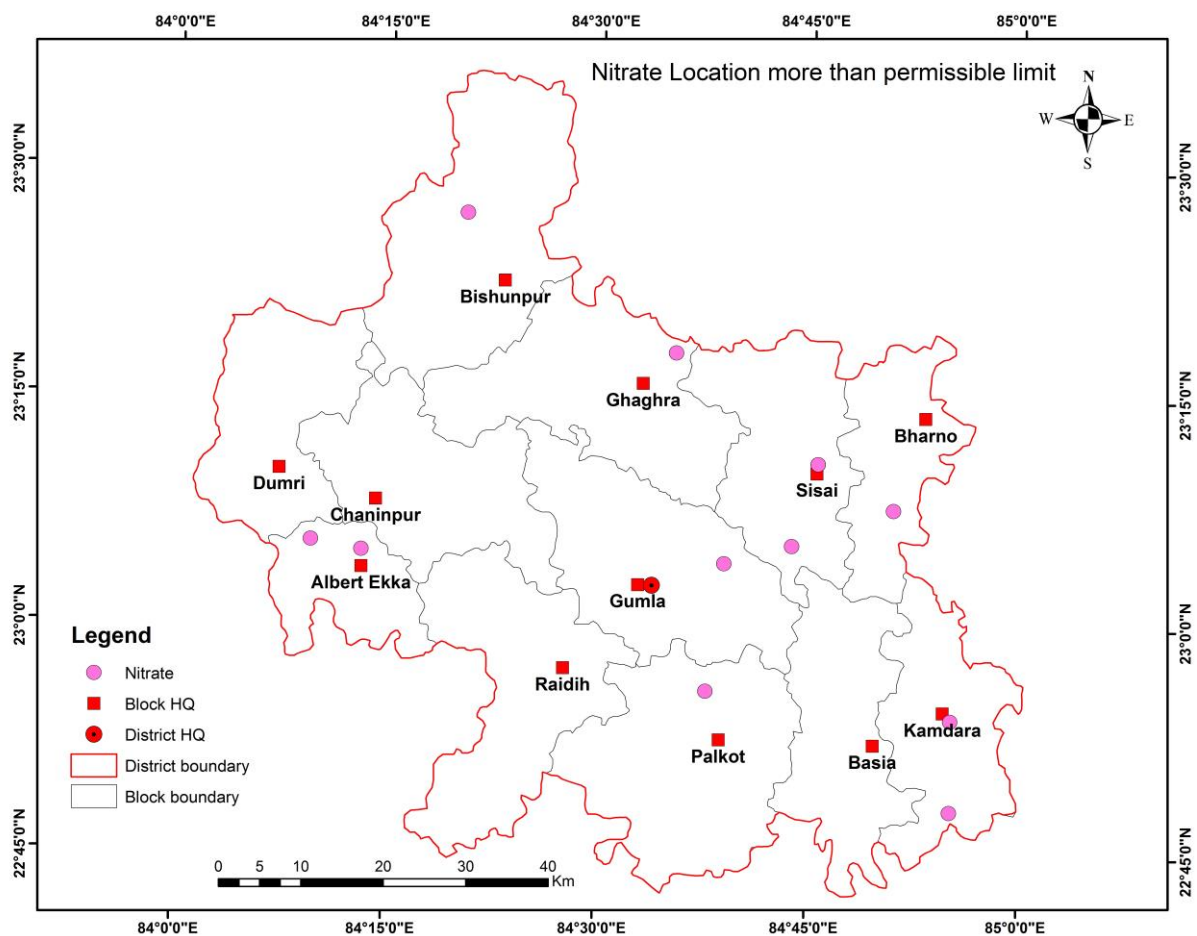 84°0'0"E
84°15'0"E
84°30'0"E
84°45'0"E
85°0'0"E
Nitrate Location more than permissible limit
N
W
E
S
23°30'0"N
23°30'0"N
Bishunpur
23°15'0"N
23°15'0"N
Ghaghra
Bharno
Dumri
Sisai
Chaninpur
Albert Ekka
Gumla
23°0'0"N
23°0'0"N
Legend
Nitrate
Block HQ
District HQ
District boundary
Block boundary
Raidih
Palkot
Kamdara
Basia
22°45'0"N
22°45'0"N
0 5 10 20 30 40
Km
84°0'0"E
84°15'0"E
84°30'0"E
84°45'0"E
85°0'0"E